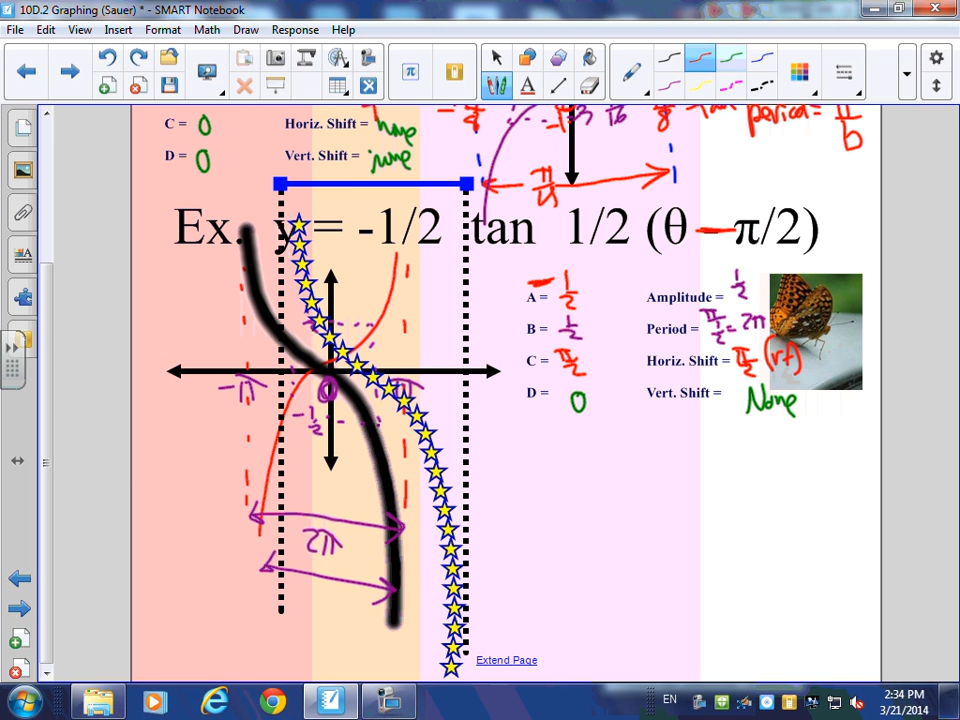 10D.2 Graphing (Sauer) * - SMART Notebook
File Edit View Insert Format Math Draw Response Help
C = 0 Horiz. Shift = none
D = 0 Vert. Shift = none
period = π/b
π/4
Ex. y = -1/2 tan 1/2 (θ - π/2)
A = -1/2 Amplitude = 1/2
B = 1/2 Period = π/1/2 = 2π
C = π/2 Horiz. Shift = π/2 (rt)
D = 0 Vert. Shift = None
-π 0 π
-1/2
2π
Extend Page
EN
2:34 PM
3/21/2014